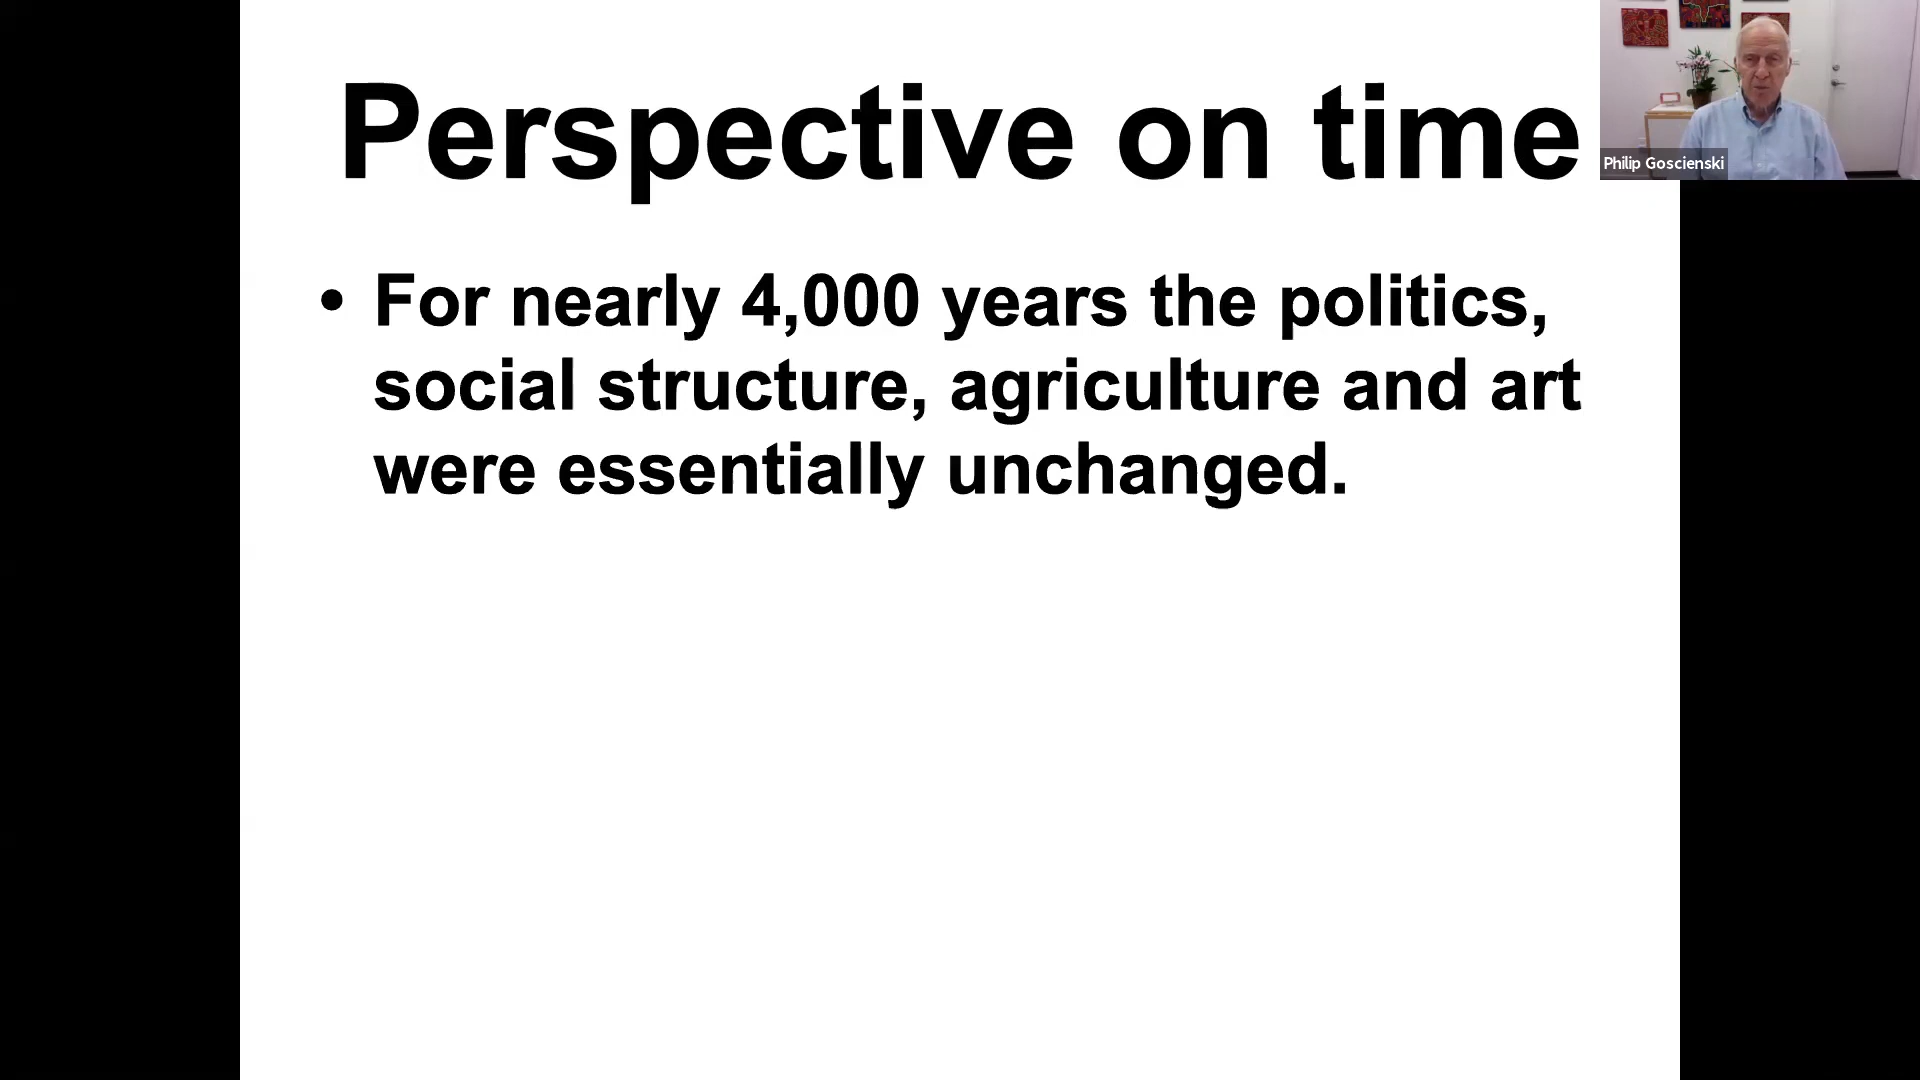 Perspective on time
Philip Goscienski
• For nearly 4,000 years the politics,
social structure, agriculture and art
were essentially unchanged.